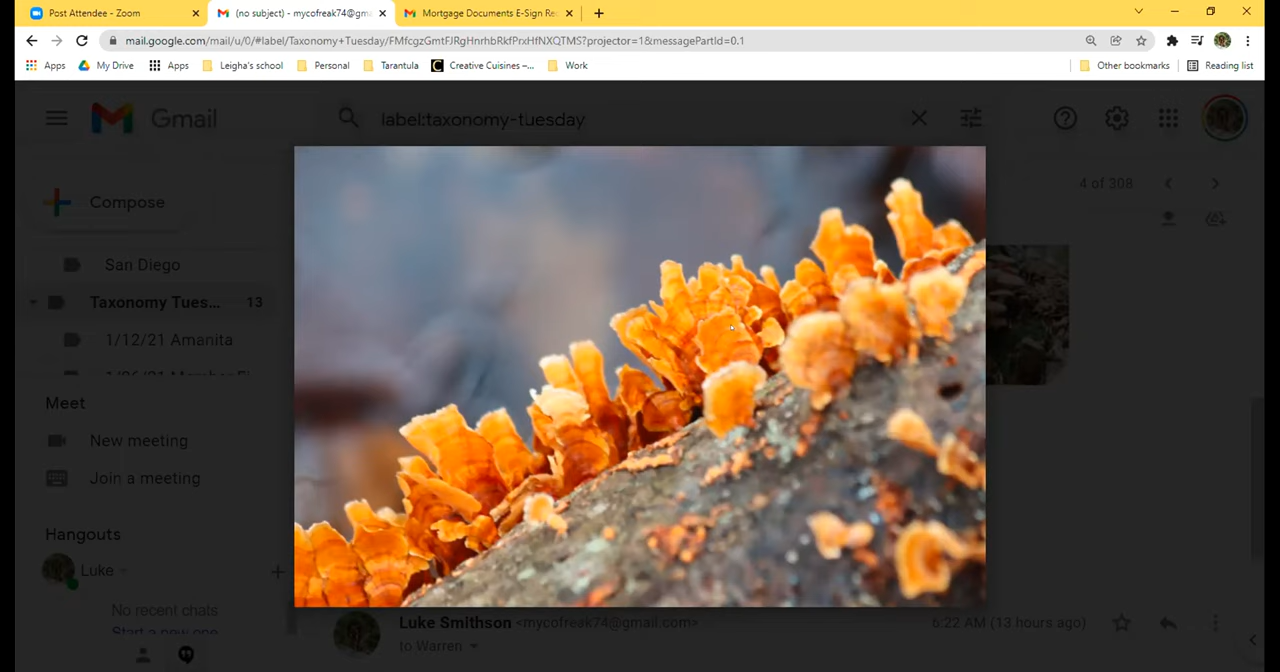 Post Attendee - Zoom
(no subject) - mycofreak74@gma
Mortgage Documents E-Sign Re
mail.google.com/mail/u/0/#label/Taxonomy+Tuesday/FMfcgzGmtFJRgHnrhbRkfPrxHfNXQTMS?projector=1&messagePartId=0.1
Apps
My Drive
Apps
Leigha's school
Personal
Tarantula
Creative Cuisines –...
Work
Other bookmarks
Reading list
Gmail
label:taxonomy-tuesday
Compose
4 of 308
San Diego
Taxonomy Tues... 13
1/12/21 Amanita
Meet
New meeting
Join a meeting
Hangouts
Luke
No recent chats
Start a new one
Luke Smithson <mycofreak74@gmail.com>
6:22 AM (13 hours ago)
to Warren